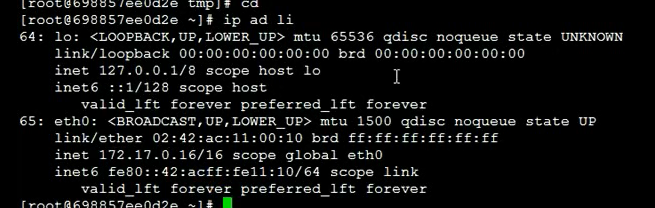 [root@698857ee0d2e tmp]# cd
[root@698857ee0d2e ~]# ip ad li
64: lo: <LOOPBACK,UP,LOWER_UP> mtu 65536 qdisc noqueue state UNKNOWN
link/loopback 00:00:00:00:00:00 brd 00:00:00:00:00:00
inet 127.0.0.1/8 scope host lo
inet6 ::1/128 scope host
valid_lft forever preferred_lft forever
65: eth0: <BROADCAST,UP,LOWER_UP> mtu 1500 qdisc noqueue state UP
link/ether 02:42:ac:11:00:10 brd ff:ff:ff:ff:ff:ff
inet 172.17.0.16/16 scope global eth0
inet6 fe80::42:acff:fe11:10/64 scope link
valid_lft forever preferred_lft forever
[root@698857ee0d2e ~]#